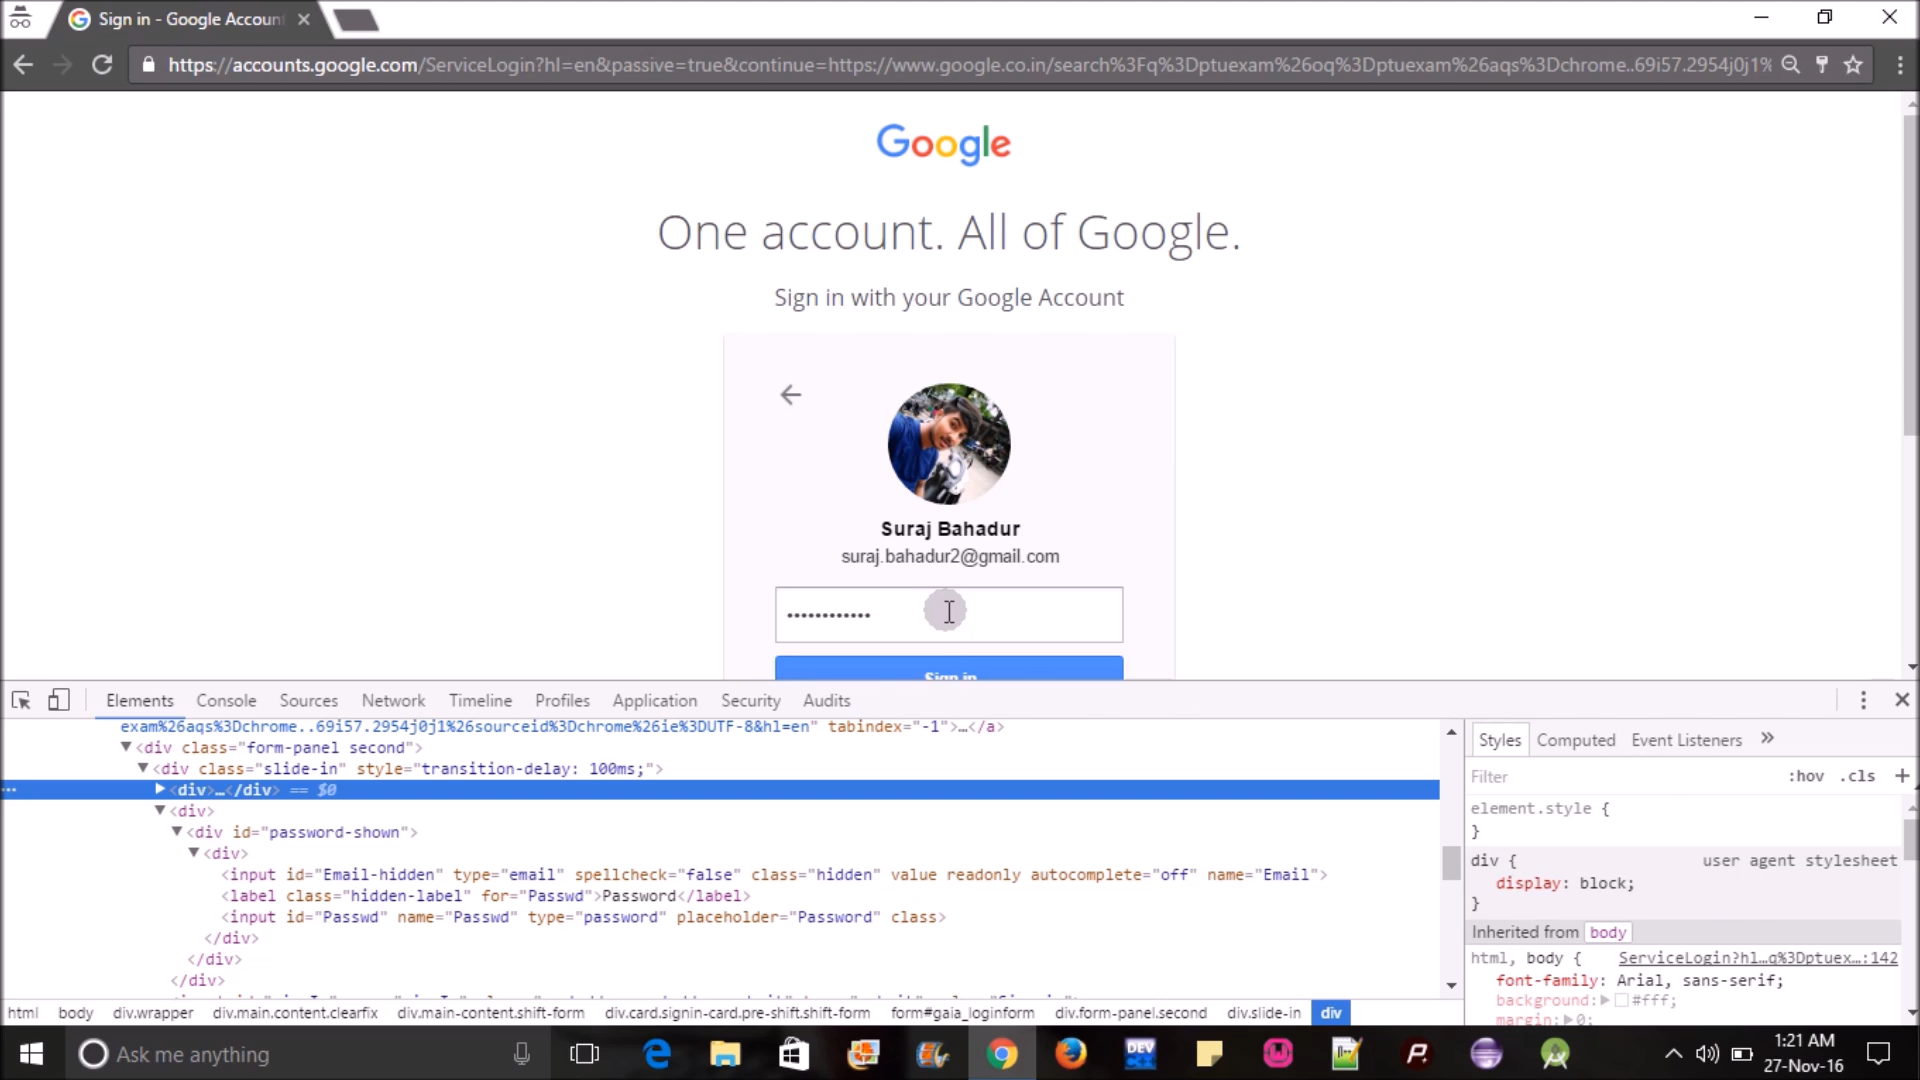 Sign in - Google Accoun
https://accounts.google.com/ServiceLogin?hl=en&passive=true&continue=https://www.google.co.in/search%3Fq%3Dptuexam%26oq%3Dptuexam%26aqs%3Dchrome..69i57.2954j0j1%
Google
One account. All of Google.
Sign in with your Google Account
Suraj Bahadur
suraj.bahadur2@gmail.com
••••••••••••
Sign in
Elements Console Sources Network Timeline Profiles Application Security Audits
exam%26aqs%3Dchrome..69i57.2954j0j1%26sourceid%3Dchrome%26ie%3DUTF-8&hl=en" tabindex="-1">…</a>
<div class="form-panel second">
<div class="slide-in" style="transition-delay: 100ms;">
<div>…</div> == $0
<div>
<div id="password-shown">
<div>
<input id="Email-hidden" type="email" spellcheck="false" class="hidden" value readonly autocomplete="off" name="Email">
<label class="hidden-label" for="Passwd">Password</label>
<input id="Passwd" name="Passwd" type="password" placeholder="Password" class>
</div>
</div>
</div>
html body div.wrapper div.main.content.clearfix div.main-content.shift-form div.card.signin-card.pre-shift.shift-form form#gaia_loginform div.form-panel.second div.slide-in div
Styles Computed Event Listeners »
Filter :hov .cls +
element.style {
}
div { user agent stylesheet
display: block;
}
Inherited from body
html, body { ServiceLogin?hl…q%3Dptuex…:142
font-family: Arial, sans-serif;
background: #fff;
margin: 0;
Ask me anything
DEV
1:21 AM
27-Nov-16